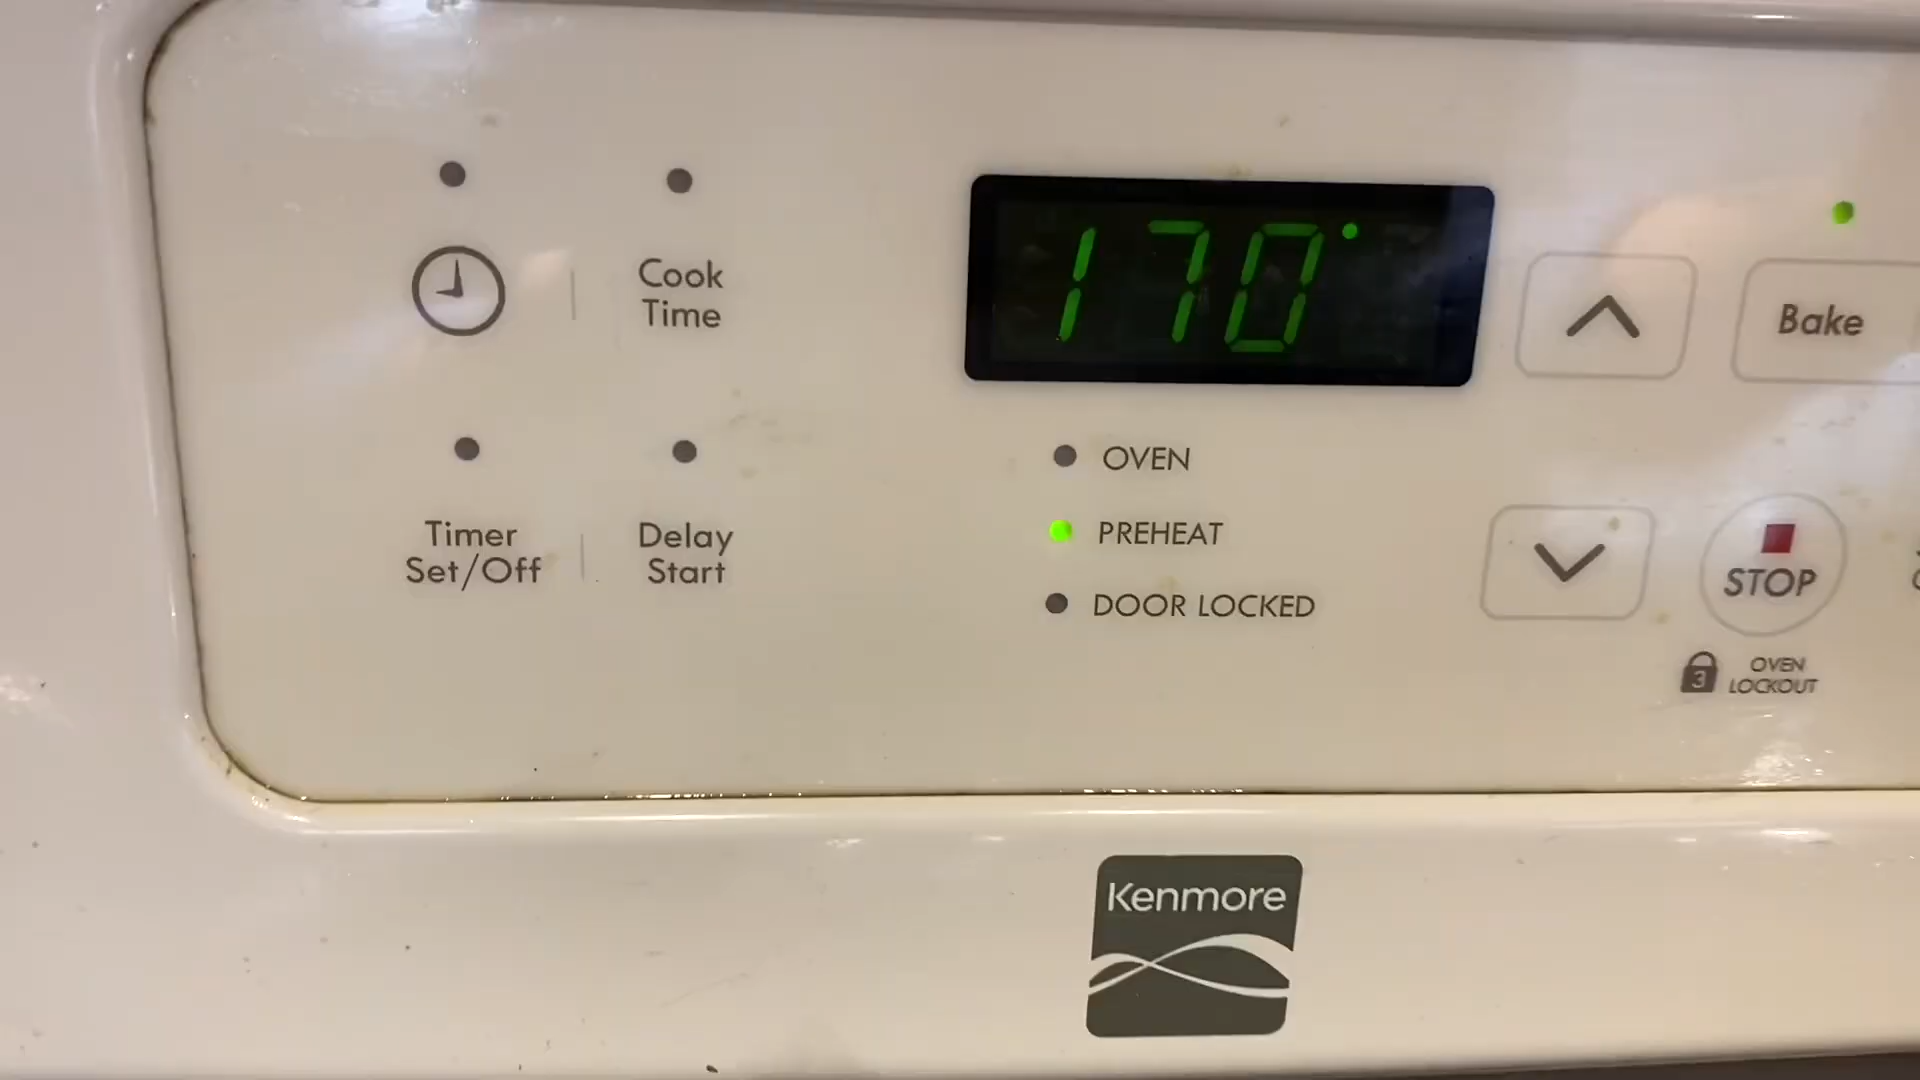 Cook
Time
170°
Bake
OVEN
PREHEAT
DOOR LOCKED
Timer
Set/Off
Delay
Start
STOP
3
OVEN
LOCKOUT
Kenmore